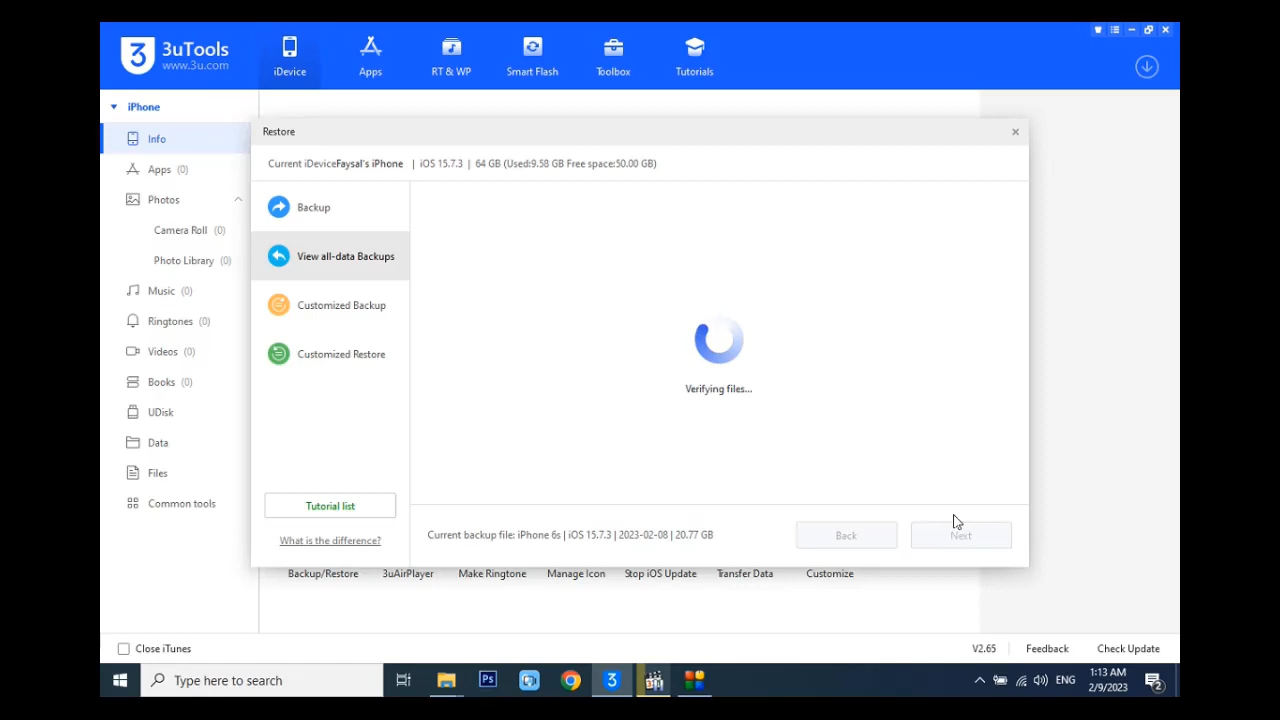 3 3uTools
www.3u.com
iDevice
Apps
RT & WP
Smart Flash
Toolbox
Tutorials
iPhone
Info
Apps (0)
Photos
Camera Roll (0)
Photo Library (0)
Music (0)
Ringtones (0)
Videos (0)
Books (0)
UDisk
Data
Files
Common tools
Restore
Current iDeviceFaysal's iPhone | iOS 15.7.3 | 64 GB (Used:9.58 GB Free space:50.00 GB)
Backup
View all-data Backups
Customized Backup
Customized Restore
Tutorial list
What is the difference?
Verifying files...
Current backup file: iPhone 6s | iOS 15.7.3 | 2023-02-08 | 20.77 GB
Back
Next
Backup/Restore
3uAirPlayer
Make Ringtone
Manage Icon
Stop iOS Update
Transfer Data
Customize
Close iTunes
V2.65
Feedback
Check Update
Type here to search
Ps
3
ENG
1:13 AM
2/9/2023
2